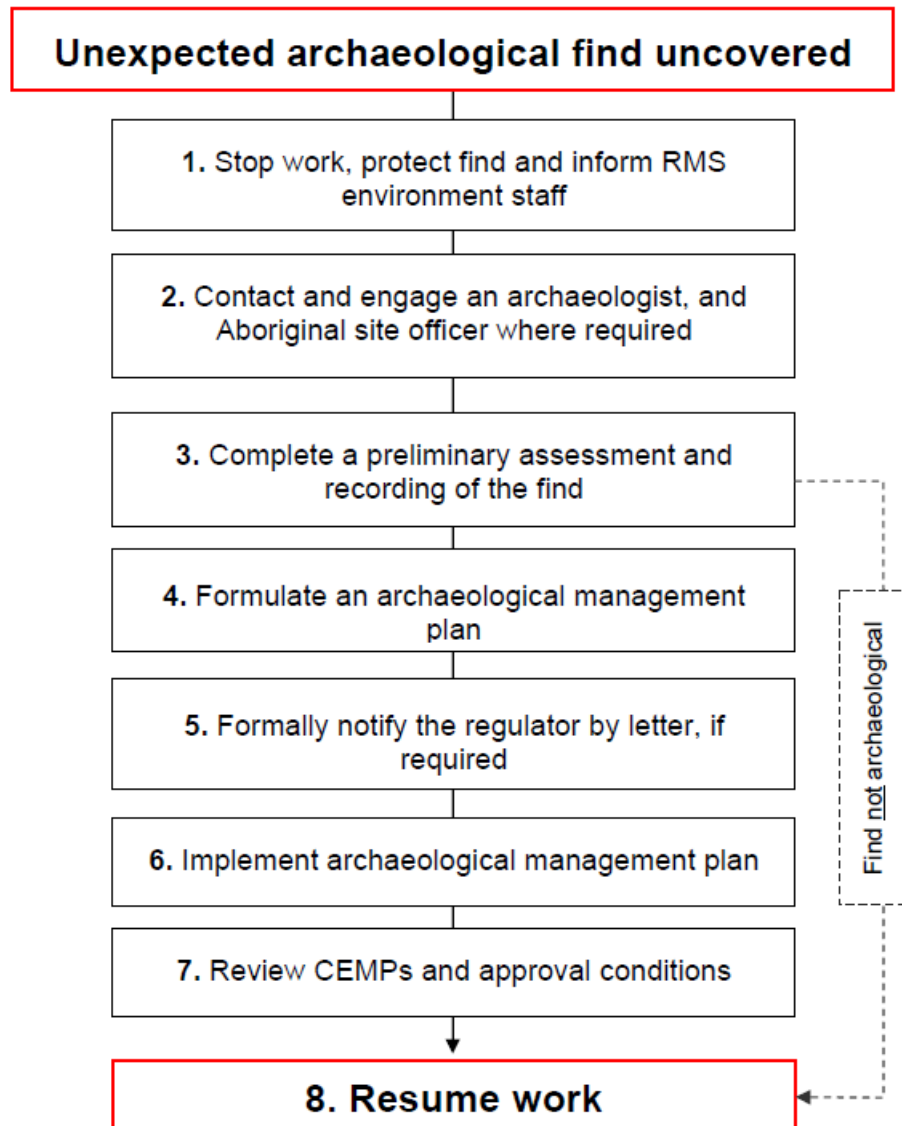 Unexpected archaeological find uncovered
1. Stop work, protect find and inform RMS
environment staff
2. Contact and engage an archaeologist, and
Aboriginal site officer where required
3. Complete a preliminary assessment and
recording of the find
4. Formulate an archaeological management
plan
5. Formally notify the regulator by letter, if
required
6. Implement archaeological management plan
7. Review CEMPs and approval conditions
Find not archaeological
8. Resume work